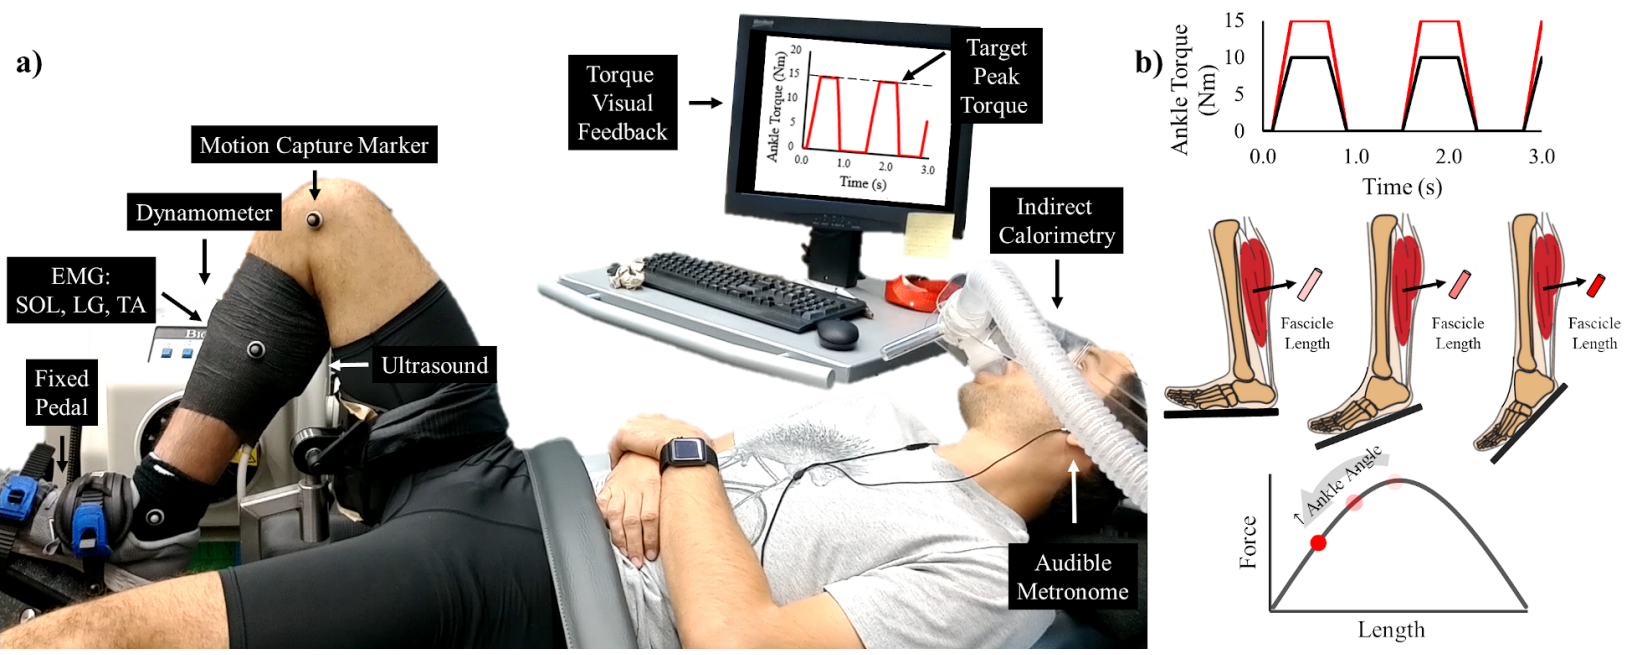 a)
Motion Capture Marker
Dynamometer
EMG:
SOL, LG, TA
Fixed
Pedal
Ultrasound
Torque
Visual
Feedback
Target
Peak
Torque
Ankle Torque (Nm)
20
15
10
5
0
0.0
1.0
2.0
3.0
Time (s)
Indirect
Calorimetry
Audible
Metronome
b)
Ankle Torque
(Nm)
15
10
5
0
0.0
1.0
2.0
3.0
Time (s)
Fascicle
Length
Fascicle
Length
Fascicle
Length
↑ Ankle Angle
Force
Length